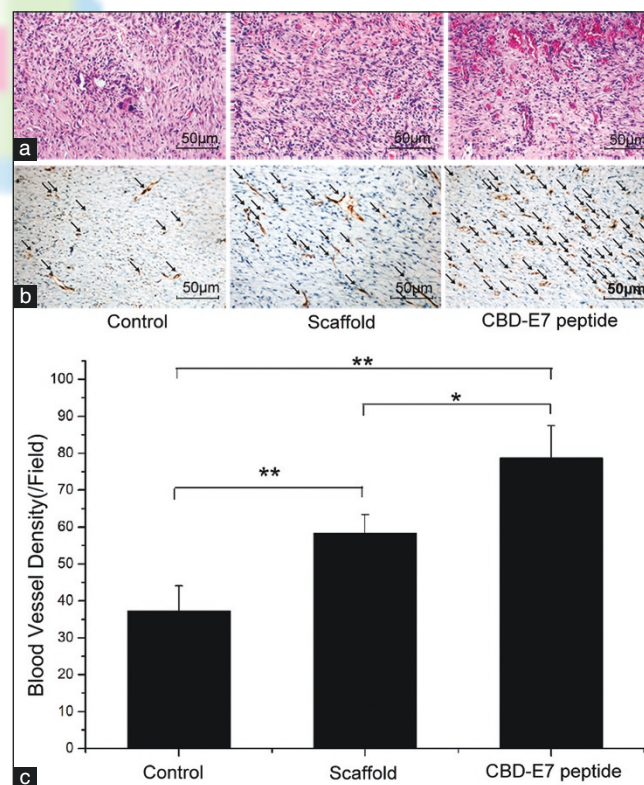 50μm 50μm 50μm
a
50μm 50μm 50μm
b
Control Scaffold CBD-E7 peptide
**
*
**
Blood Vessel Density(/Field)
100
90
80
70
60
50
40
30
20
10
0
Control Scaffold CBD-E7 peptide
c